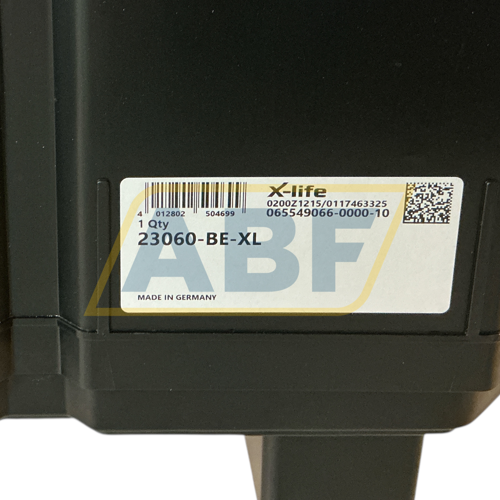 X-life
0200Z1215/0117463325
065549066-0000-10
4 012802 504699
1 Qty
23060-BE-XL
MADE IN GERMANY
ABF